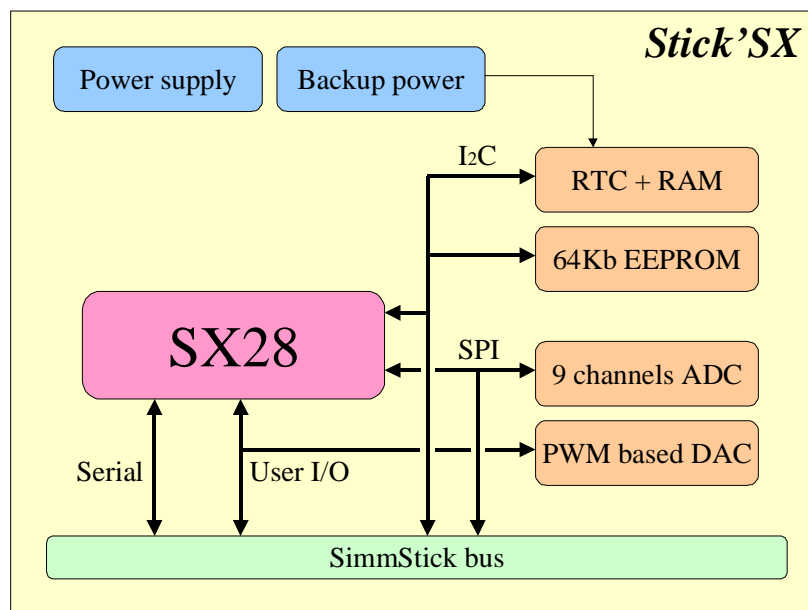 Stick’SX
Power supply
Backup power
I2C
RTC + RAM
64Kb EEPROM
SX28
SPI
9 channels ADC
PWM based DAC
Serial
User I/O
SimmStick bus